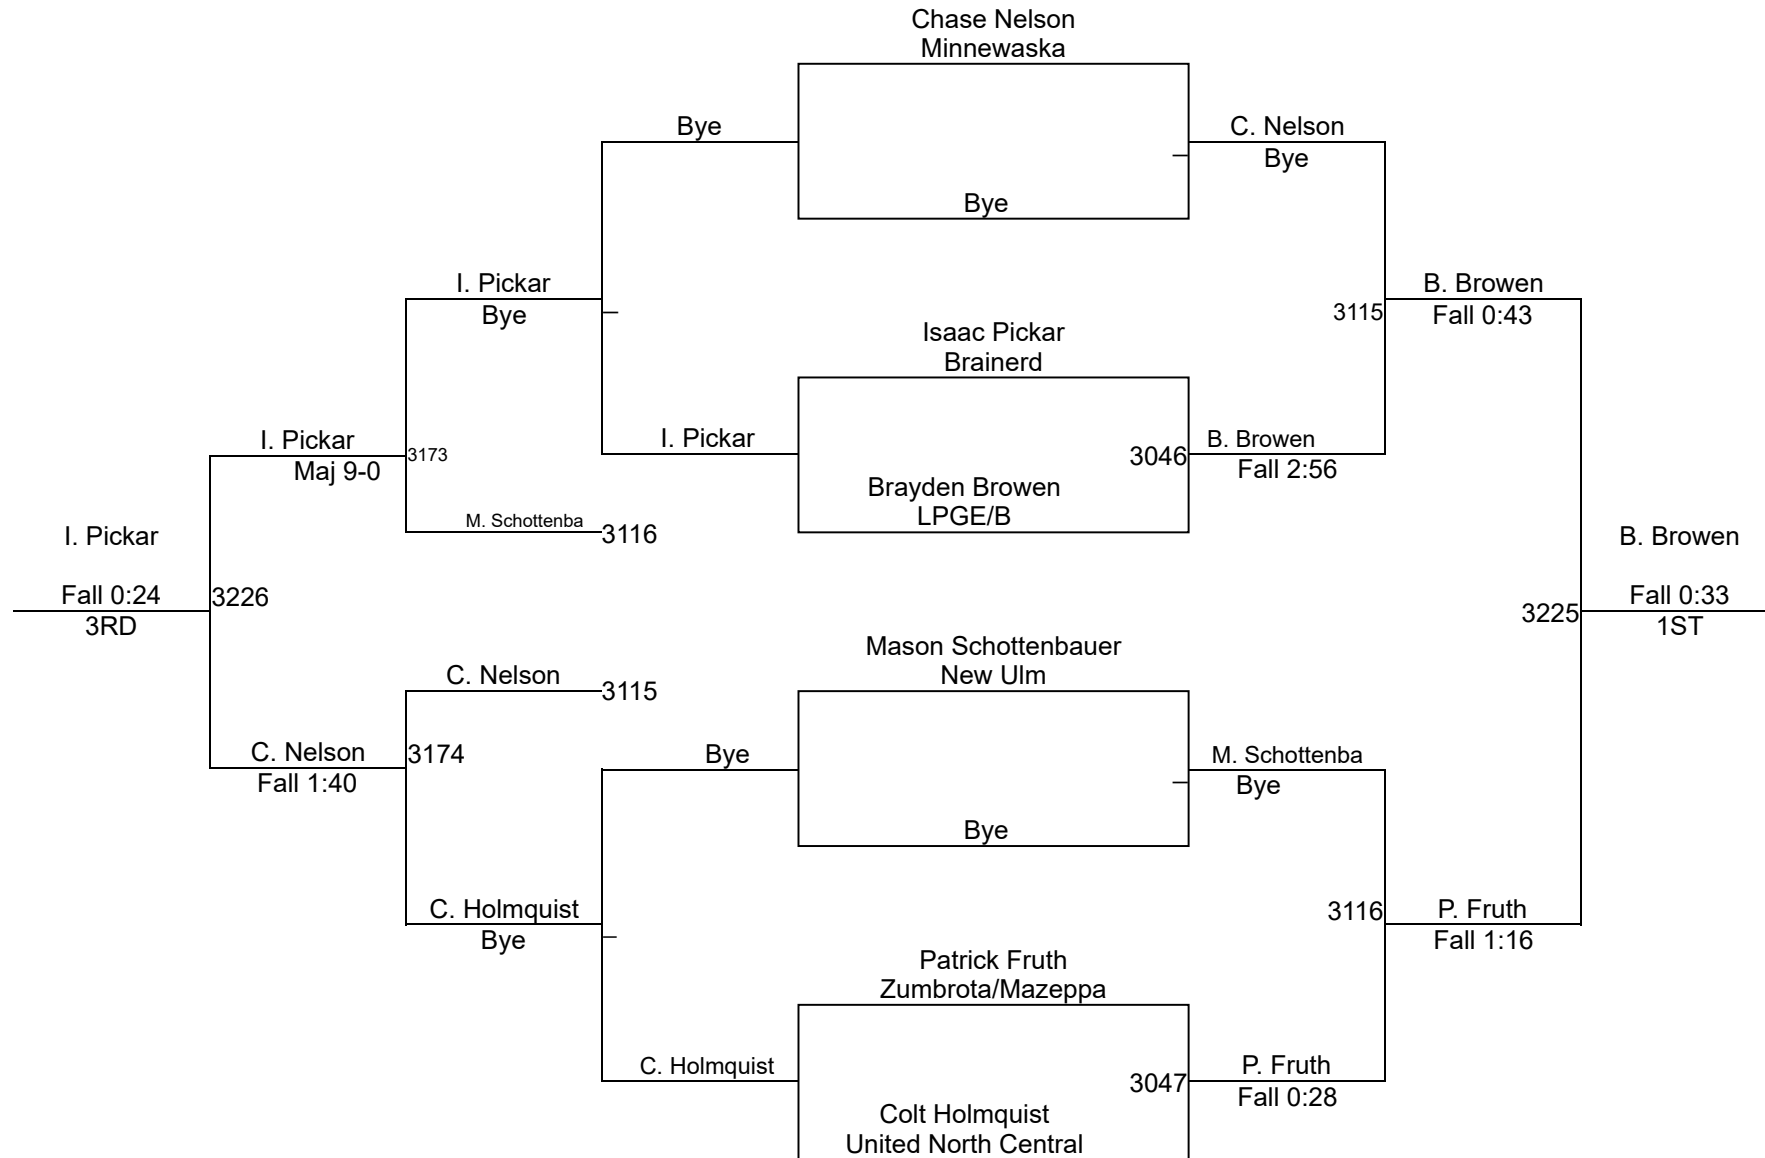 Chase Nelson
Minnewaska
Bye
C. Nelson
Bye
Bye
I. Pickar
Bye
B. Browen
Fall 0:43
3115
Isaac Pickar
Brainerd
I. Pickar
Maj 9-0
3173
I. Pickar
3046
B. Browen
Fall 2:56
Brayden Browen
LPGE/B
M. Schottenba
3116
I. Pickar
Fall 0:24
3RD
3226
B. Browen
Fall 0:33
1ST
3225
Mason Schottenbauer
New Ulm
C. Nelson
3115
C. Nelson
Fall 1:40
3174
Bye
M. Schottenba
Bye
Bye
C. Holmquist
Bye
3116
P. Fruth
Fall 1:16
Patrick Fruth
Zumbrota/Mazeppa
C. Holmquist
3047
P. Fruth
Fall 0:28
Colt Holmquist
United North Central